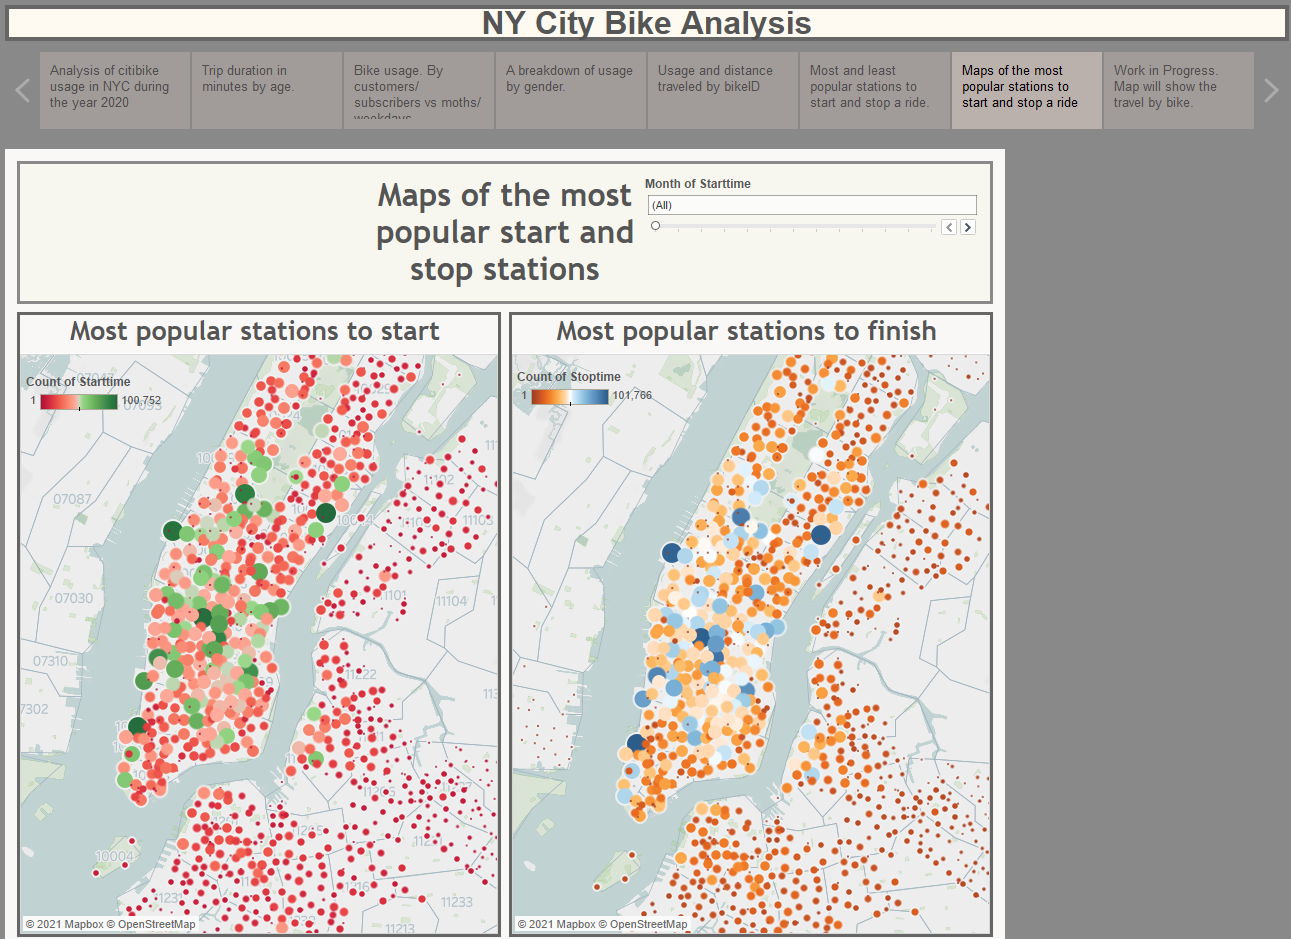 NY City Bike Analysis
Analysis of citibike
usage in NYC during
the year 2020
Trip duration in
minutes by age.
Bike usage. By
customers/
subscribers vs moths/
weekdays
A breakdown of usage
by gender.
Usage and distance
traveled by bikeID
Most and least
popular stations to
start and stop a ride.
Maps of the most
popular stations to
start and stop a ride
Work in Progress.
Map will show the
travel by bike.
Maps of the most
popular start and
stop stations
Month of Starttime
(All)
Most popular stations to start
Count of Starttime
1
100,752
07093
07087
07030
07310
07302
11102
11103
11101
11104
11222
10004
11233
11213
© 2021 Mapbox © OpenStreetMap
Most popular stations to finish
Count of Stoptime
1
101,766
© 2021 Mapbox © OpenStreetMap